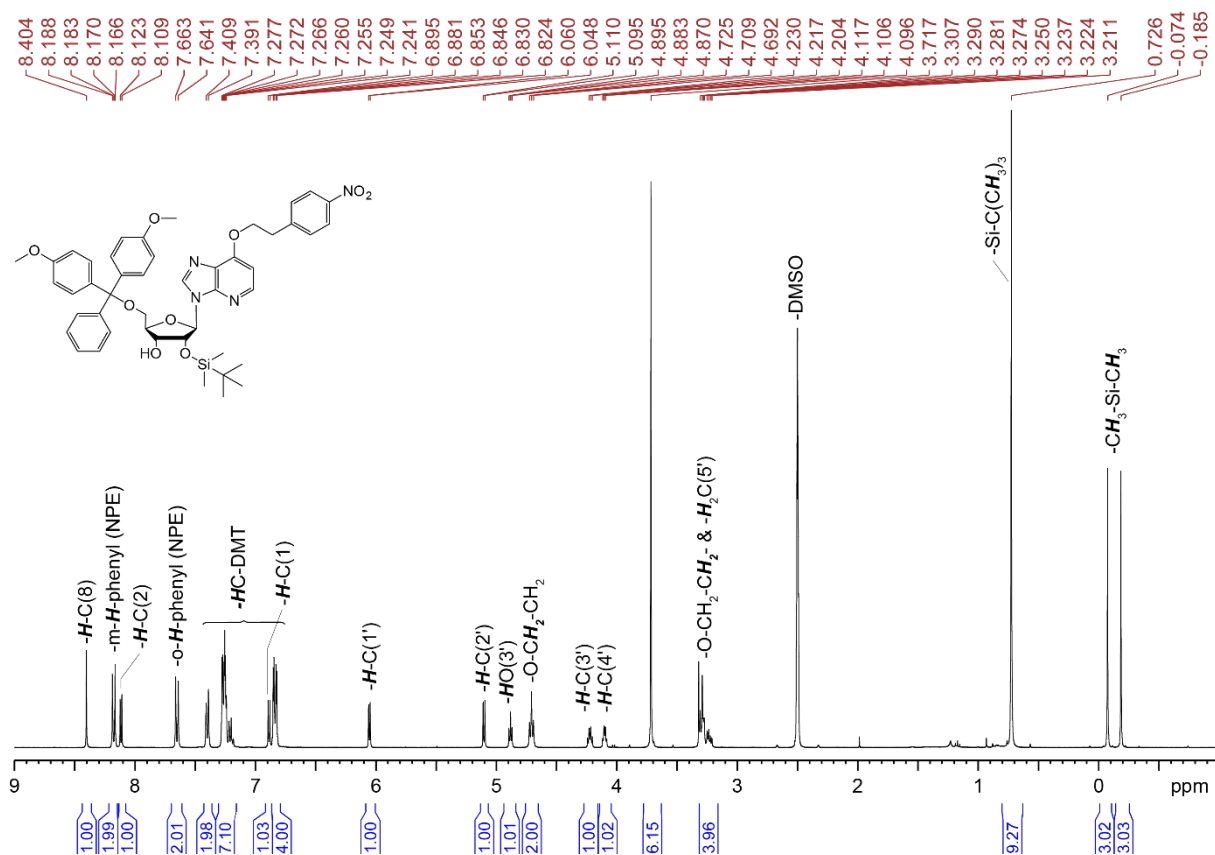 8.404
8.188
8.183
8.170
8.166
8.123
8.109
7.663
7.641
7.409
7.391
7.277
7.272
7.266
7.260
7.255
7.249
7.241
6.895
6.881
6.853
6.846
6.830
6.824
6.060
6.048
5.110
5.095
4.895
4.883
4.870
4.725
4.709
4.692
4.230
4.217
4.204
4.117
4.106
4.096
3.717
3.307
3.290
3.281
3.274
3.250
3.237
3.224
3.211
0.726
-0.074
-0.185
NO2
O
O
O
N
N
N
O
O
HO
O
Si
-H-C(8)
-m-H-phenyl (NPE)
-H-C(2)
-o-H-phenyl (NPE)
-HC-DMT
-H-C(1)
-H-C(1')
-H-C(2')
-HO(3')
-O-CH2-CH2
-H-C(3')
-H-C(4')
-O-CH2-CH2- & -H2C(5')
-DMSO
-Si-C(CH3)3
-CH3-Si-CH3
9 8 7 6 5 4 3 2 1 0 ppm
1.00
1.99
1.00
2.01
1.98
7.10
1.03
4.00
1.00
1.00
1.01
2.00
1.00
1.02
6.15
3.96
9.27
3.02
3.03